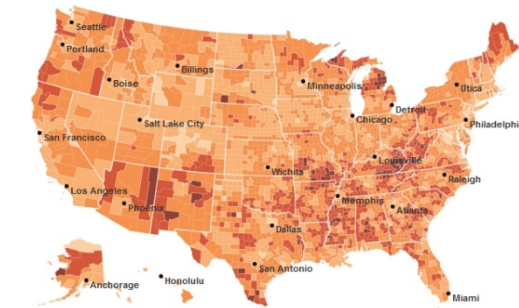 Seattle
Portland
Boise
Billings
Minneapolis
Utica
Detroit
Chicago
Philadelphi
Salt Lake City
San Francisco
Wichita
Louisville
Raleigh
Los Angeles
Phoenix
Memphis
Atlanta
Dallas
San Antonio
Anchorage
Honolulu
Miami